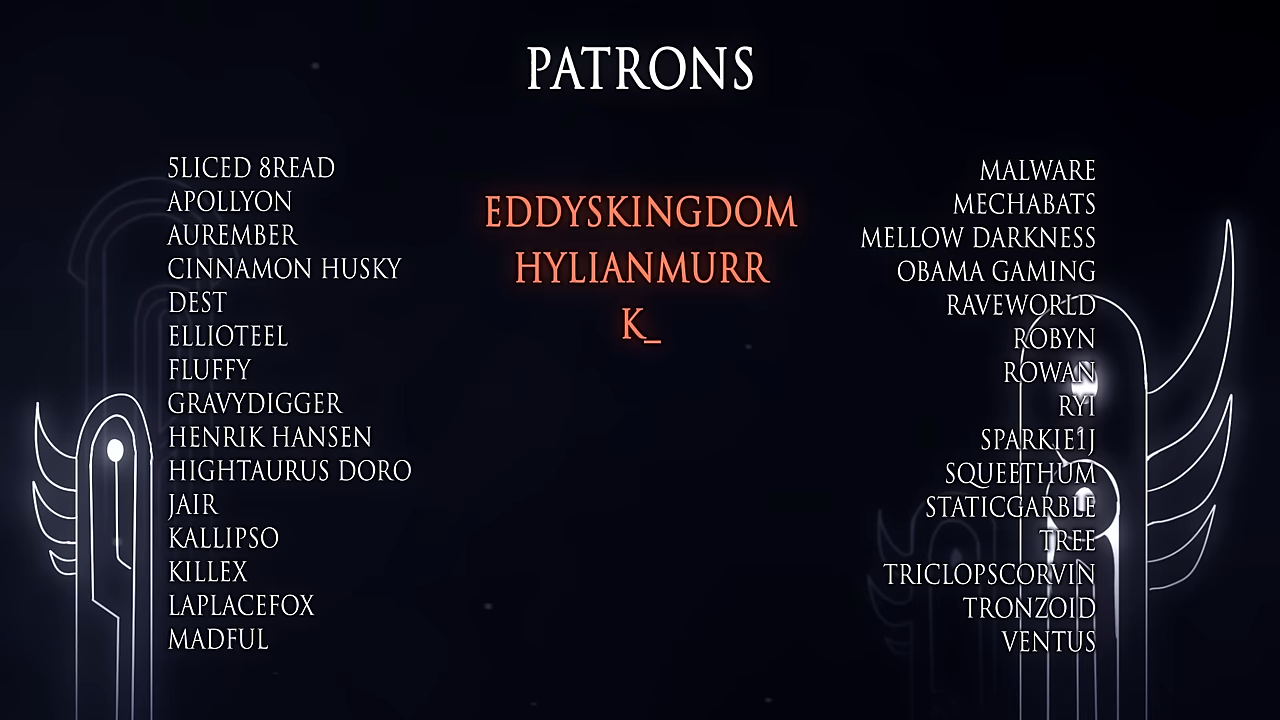 PATRONS
5LICED 8READ
APOLLYON
AUREMBER
CINNAMON HUSKY
DEST
ELLIOTEEL
FLUFFY
GRAVYDIGGER
HENRIK HANSEN
HIGHTAURUS DORO
JAIR
KALLIPSO
KILLEX
LAPLACEFOX
MADFUL
EDDYSKINGDOM
HYLIANMURR
K_
MALWARE
MECHABATS
MELLOW DARKNESS
OBAMA GAMING
RAVEWORLD
ROBYN
ROWAN
RYI
SPARKIE1J
SQUEETHUM
STATICGARBLE
TREE
TRICLOPSCORVIN
TRONZOID
VENTUS